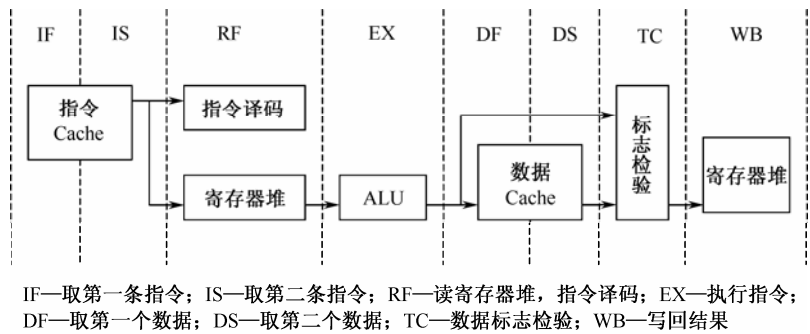 IF IS RF EX DF DS TC WB
指令
Cache
指令译码
寄存器堆
ALU
数据
Cache
标志检验
寄存器堆
IF—取第一条指令；IS—取第二条指令；RF—读寄存器堆，指令译码；EX—执行指令；
DF—取第一个数据；DS—取第二个数据；TC—数据标志检验；WB—写回结果